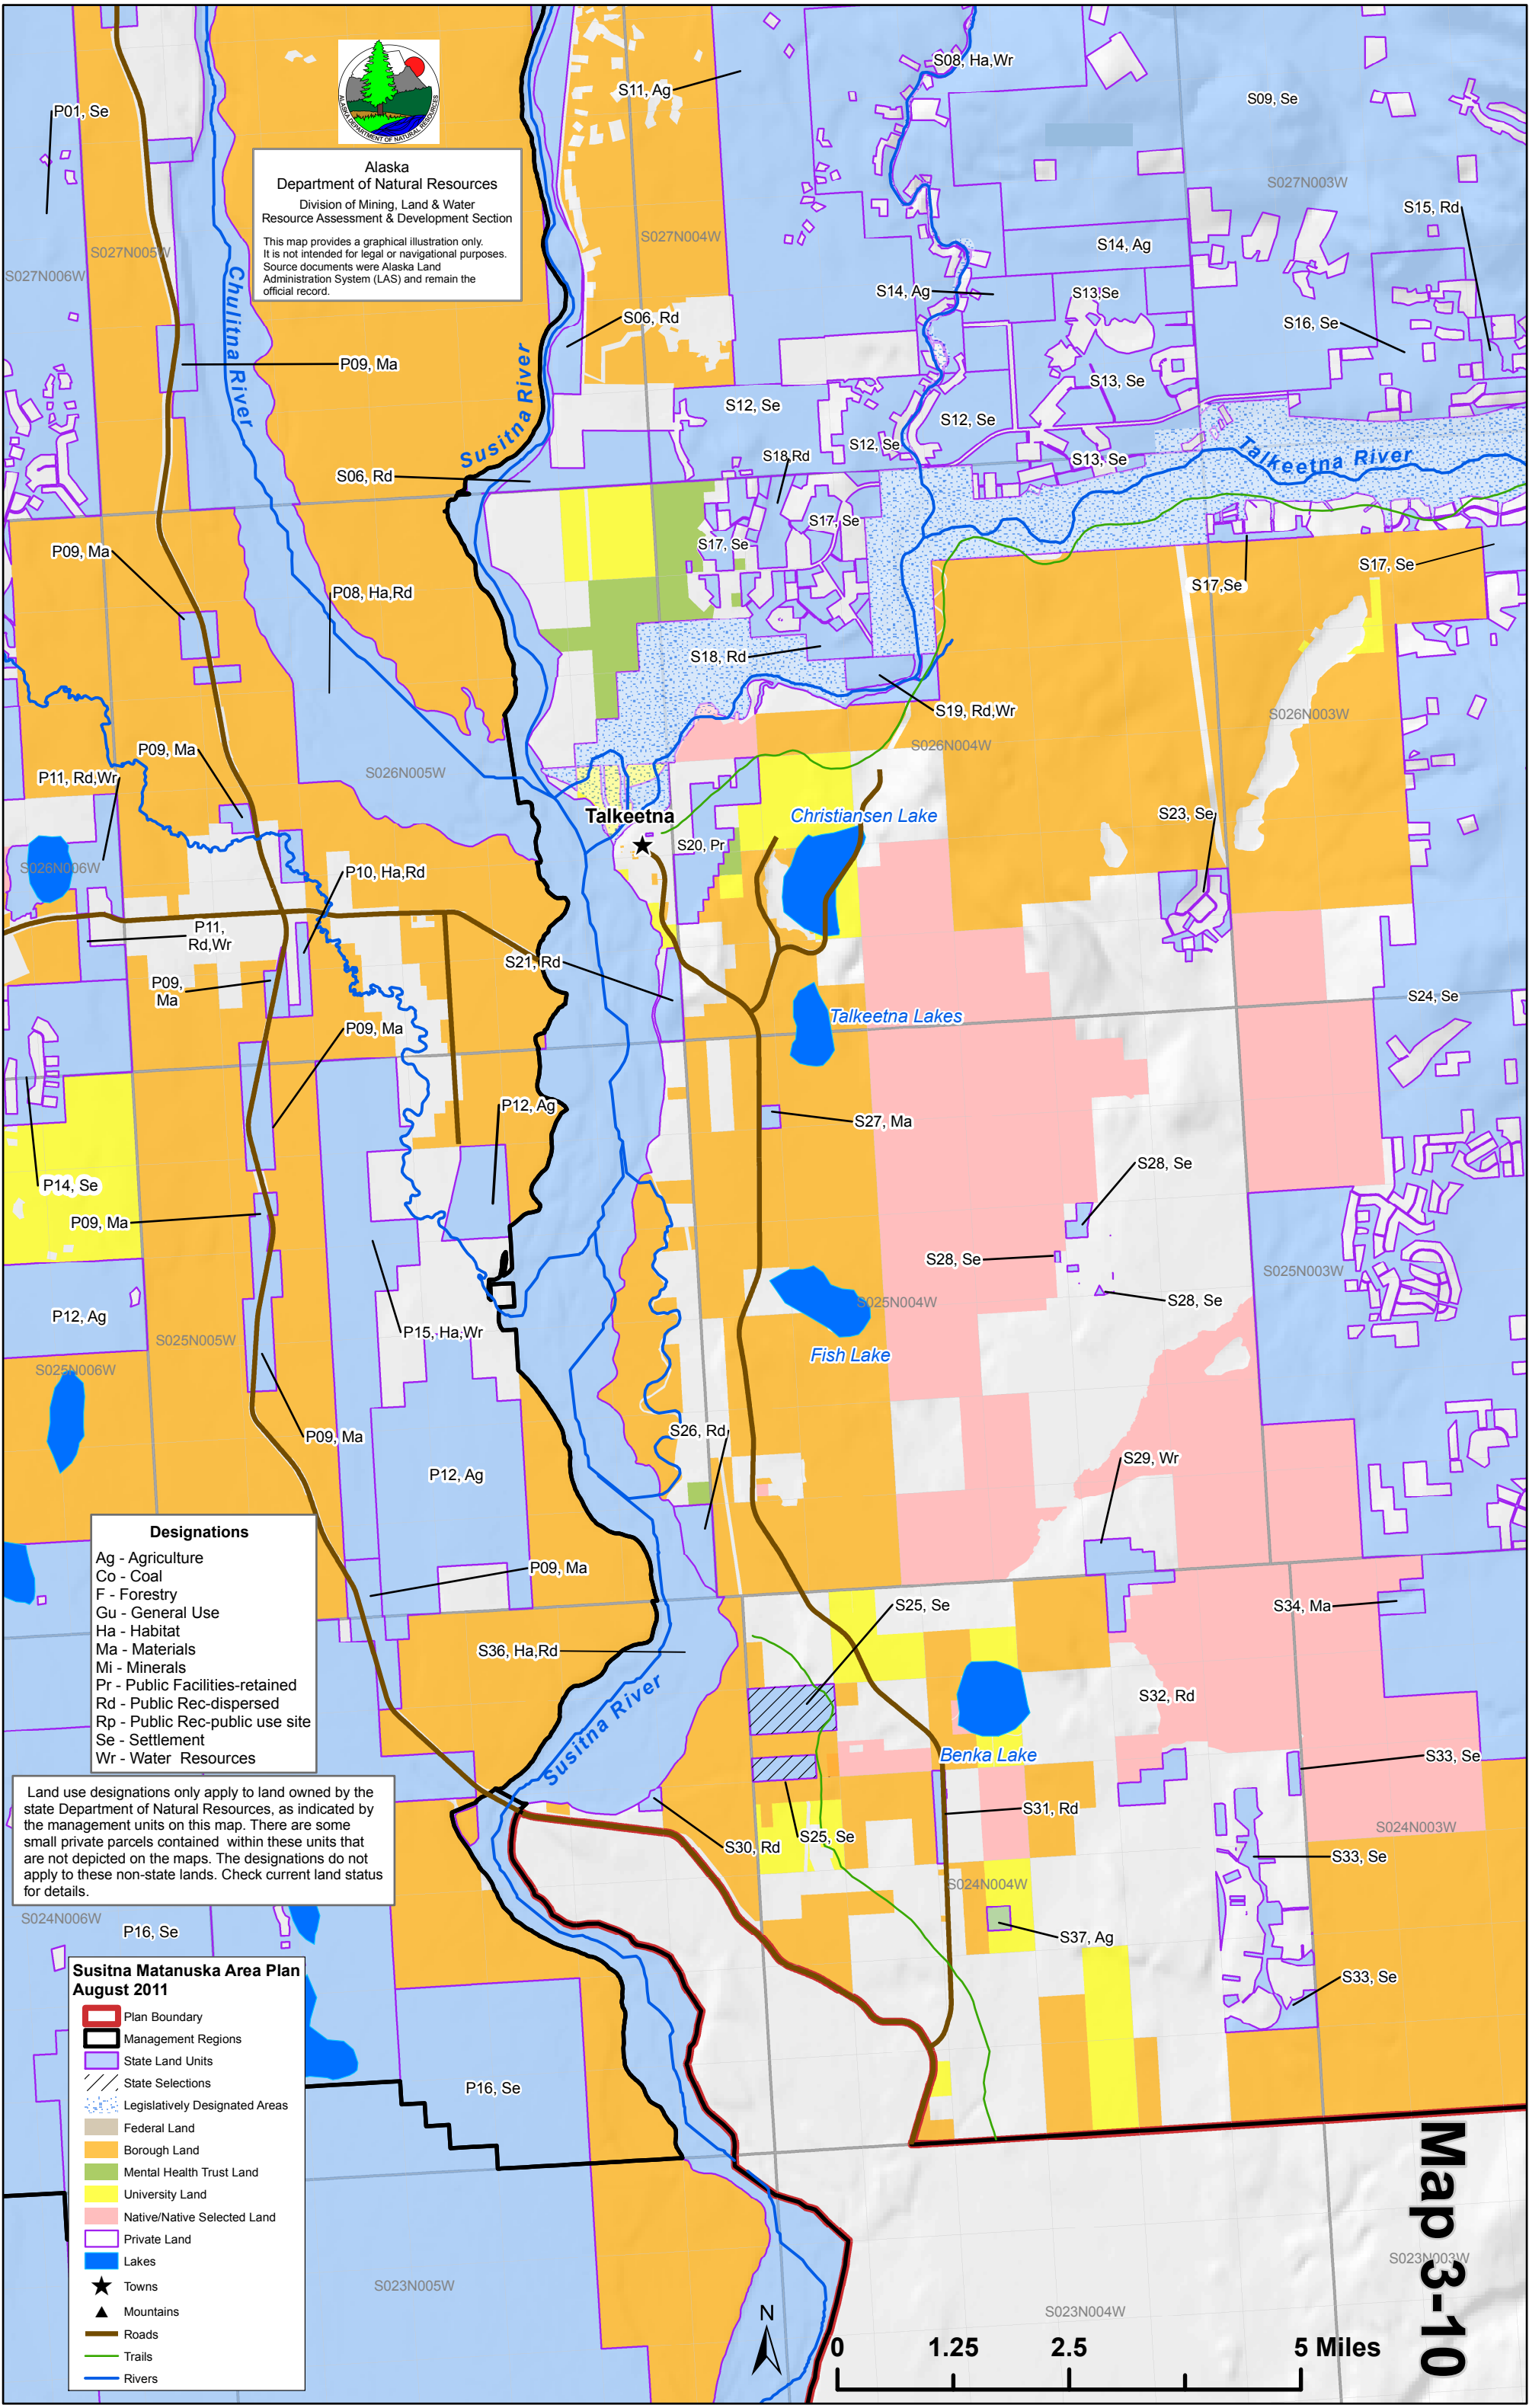 ALASKA DEPARTMENT OF NATURAL RESOURCES
Alaska
Department of Natural Resources
Division of Mining, Land & Water
Resource Assessment & Development Section
This map provides a graphical illustration only.
It is not intended for legal or navigational purposes.
Source documents were Alaska Land
Administration System (LAS) and remain the
official record.
P01, Se
S11, Ag
S08, Ha,Wr
S09, Se
S027N006W
S027N005W
S027N004W
S027N003W
S15, Rd
S14, Ag
S14, Ag
S13,Se
S16, Se
Chulitna River
S06, Rd
Susitna River
P09, Ma
S13, Se
S12, Se
S12, Se
S12, Se
S18,Rd
S13, Se
Talkeetna River
S06, Rd
S17, Se
S17, Se
P09, Ma
P08, Ha,Rd
S17,Se
S17, Se
S18, Rd
S19, Rd,Wr
S026N003W
S026N004W
P09, Ma
P11, Rd,Wr
S026N005W
Talkeetna
Christiansen Lake
S23, Se
S20, Pr
S026N006W
P10, Ha,Rd
P11,
Rd,Wr
S21, Rd
P09,
Ma
S24, Se
Talkeetna Lakes
P09, Ma
P12, Ag
S27, Ma
S28, Se
P14, Se
P09, Ma
S28, Se
S025N003W
S28, Se
S025N004W
P12, Ag
P15, Ha,Wr
S025N005W
Fish Lake
S025N006W
S26, Rd
P09, Ma
S29, Wr
P12, Ag
P09, Ma
Designations
Ag - Agriculture
Co - Coal
F - Forestry
Gu - General Use
Ha - Habitat
Ma - Materials
Mi - Minerals
Pr - Public Facilities-retained
Rd - Public Rec-dispersed
Rp - Public Rec-public use site
Se - Settlement
Wr - Water Resources
S25, Se
S34, Ma
S36, Ha,Rd
S32, Rd
Susitna River
Benka Lake
S33, Se
S31, Rd
S25, Se
S30, Rd
S024N003W
S33, Se
S024N004W
S37, Ag
S33, Se
Land use designations only apply to land owned by the
state Department of Natural Resources, as indicated by
the management units on this map. There are some
small private parcels contained within these units that
are not depicted on the maps. The designations do not
apply to these non-state lands. Check current land status
for details.
S024N006W
P16, Se
P16, Se
Susitna Matanuska Area Plan
August 2011
Plan Boundary
Management Regions
State Land Units
State Selections
Legislatively Designated Areas
Federal Land
Borough Land
Mental Health Trust Land
University Land
Native/Native Selected Land
Private Land
Lakes
Towns
Mountains
Roads
Trails
Rivers
S023N005W
S023N004W
S023N003W
N
0 1.25 2.5 5 Miles
Map 3-10